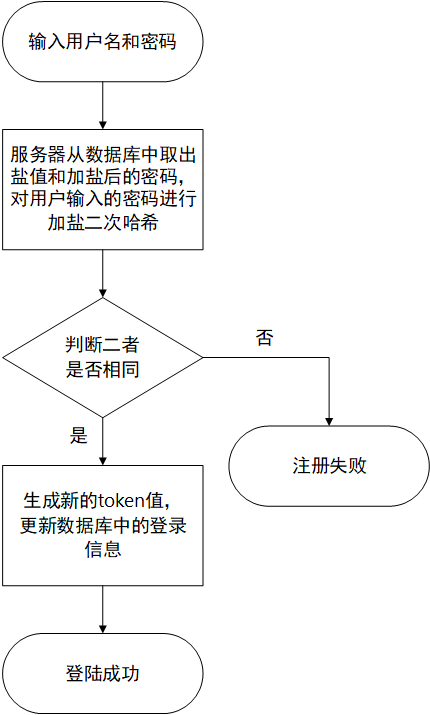 输入用户名和密码
服务器从数据库中取出
盐值和加盐后的密码，
对用户输入的密码进行
加盐二次哈希
判断二者
是否相同
否
是
注册失败
生成新的token值，
更新数据库中的登录
信息
登陆成功